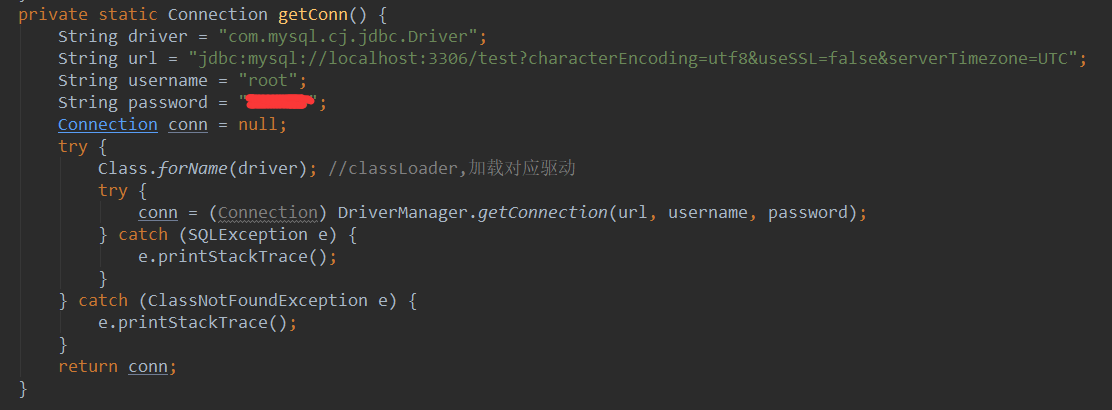 private static Connection getConn() {
    String driver = "com.mysql.cj.jdbc.Driver";
    String url = "jdbc:mysql://localhost:3306/test?characterEncoding=utf8&useSSL=false&serverTimezone=UTC";
    String username = "root";
    String password = "";
    Connection conn = null;
    try {
        Class.forName(driver); //classLoader,加载对应驱动
        try {
            conn = (Connection) DriverManager.getConnection(url, username, password);
        } catch (SQLException e) {
            e.printStackTrace();
        }
    } catch (ClassNotFoundException e) {
        e.printStackTrace();
    }
    return conn;
}